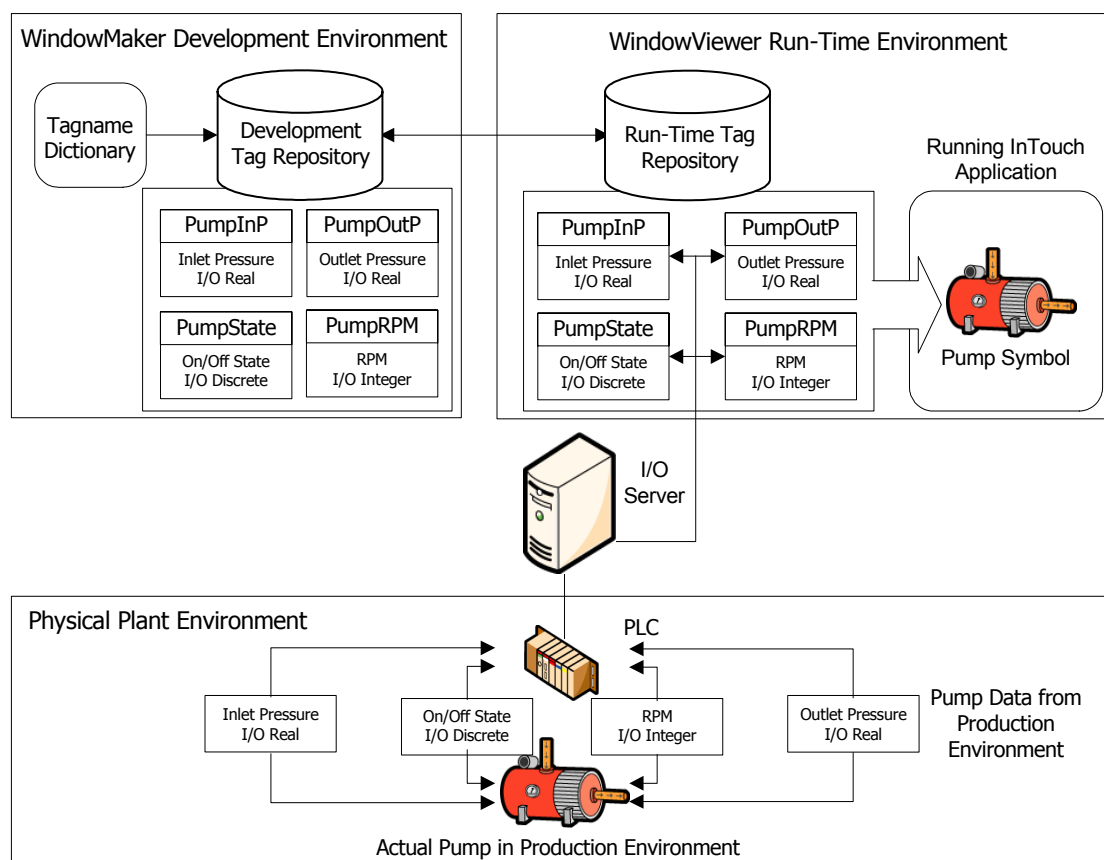 WindowMaker Development Environment
Tagname
Dictionary
Development
Tag Repository
PumpInP
Inlet Pressure
I/O Real
PumpOutP
Outlet Pressure
I/O Real
PumpState
On/Off State
I/O Discrete
PumpRPM
RPM
I/O Integer
WindowViewer Run-Time Environment
Run-Time Tag
Repository
PumpInP
Inlet Pressure
I/O Real
PumpOutP
Outlet Pressure
I/O Real
PumpState
On/Off State
I/O Discrete
PumpRPM
RPM
I/O Integer
Running InTouch
Application
Pump Symbol
I/O
Server
Physical Plant Environment
PLC
Inlet Pressure
I/O Real
On/Off State
I/O Discrete
RPM
I/O Integer
Outlet Pressure
I/O Real
Pump Data from
Production
Environment
Actual Pump in Production Environment